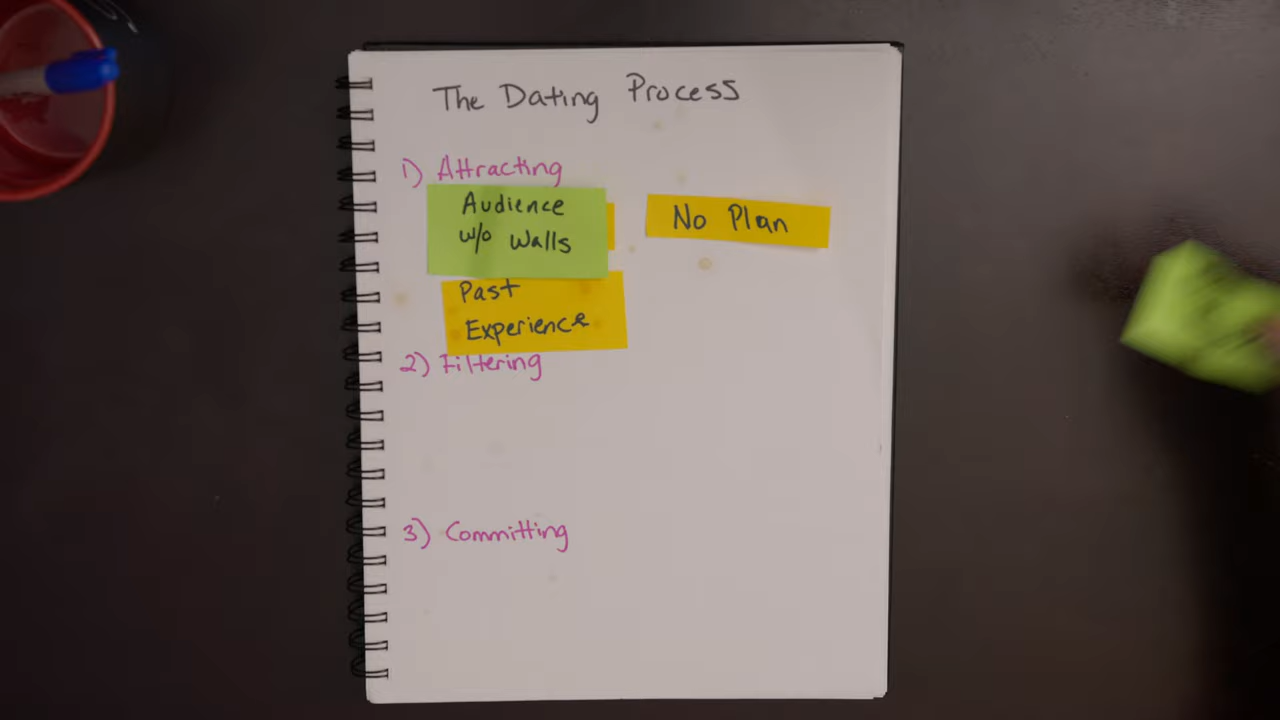 The Dating Process
1) Attracting
Audience
w/o Walls
No Plan
Past
Experience
2) Filtering
3) Committing